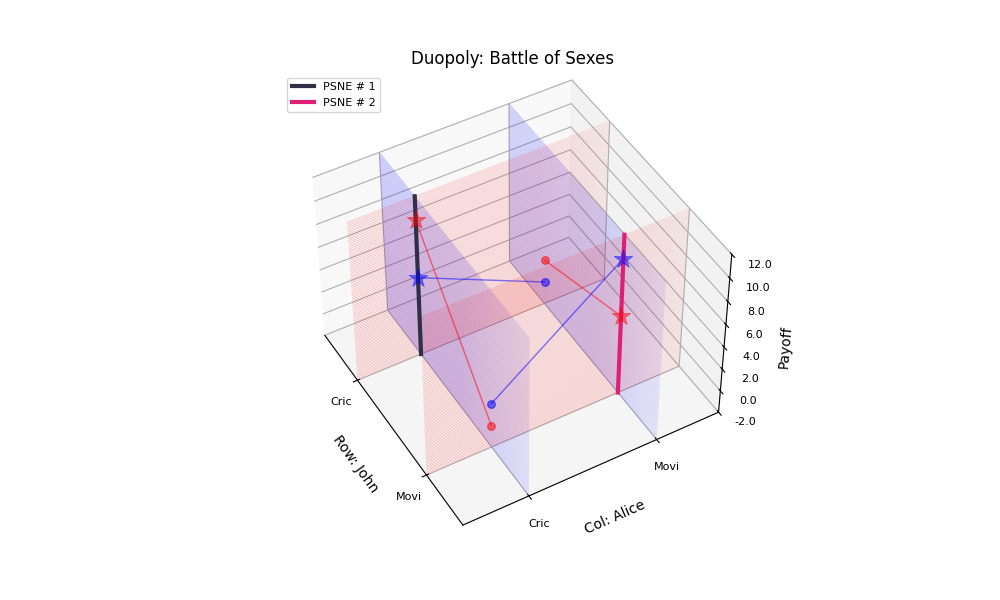 Duopoly: Battle of Sexes
PSNE # 1
PSNE # 2
12.0
10.0
8.0
6.0
4.0
2.0
0.0
-2.0
Payoff
Cric
Movi
Row: John
Cric
Movi
Col: Alice